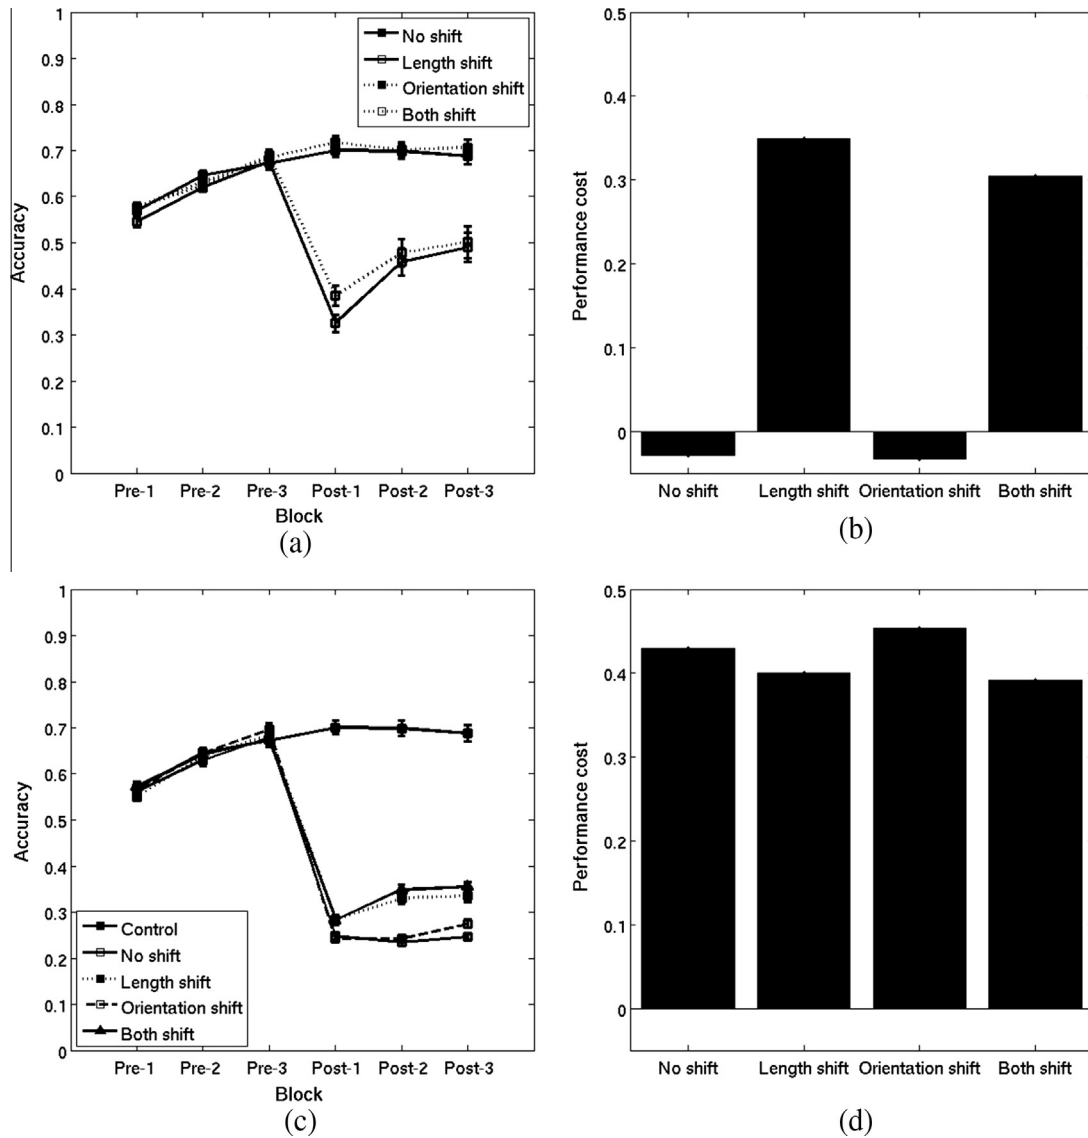 1
0.9
0.8
0.7
0.6
0.5
0.4
0.3
0.2
0.1
0
Accuracy
No shift
Length shift
Orientation shift
Both shift
Pre-1 Pre-2 Pre-3 Post-1 Post-2 Post-3
Block
(a)
0.5
0.4
0.3
0.2
0.1
0
Performance cost
No shift Length shift Orientation shift Both shift
(b)
1
0.9
0.8
0.7
0.6
0.5
0.4
0.3
0.2
0.1
0
Accuracy
Control
No shift
Length shift
Orientation shift
Both shift
Pre-1 Pre-2 Pre-3 Post-1 Post-2 Post-3
Block
(c)
0.5
0.4
0.3
0.2
0.1
0
Performance cost
No shift Length shift Orientation shift Both shift
(d)